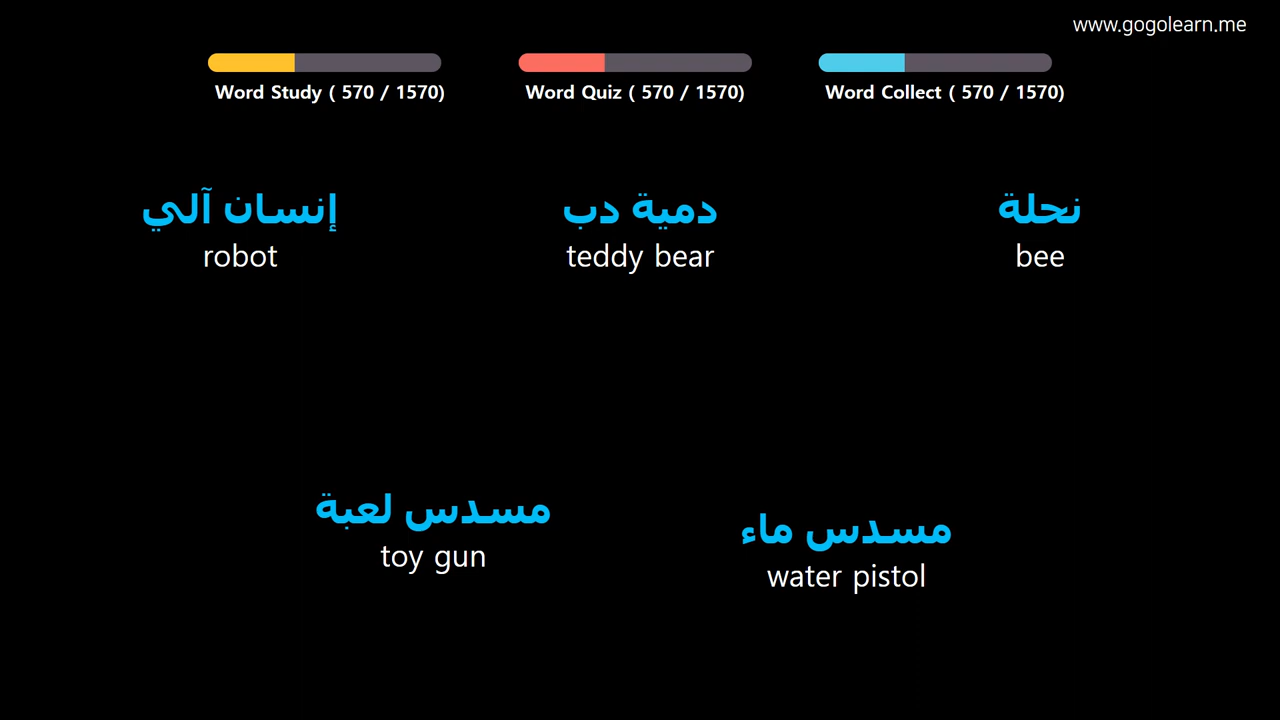 www.gogolearn.me
Word Study ( 570 / 1570)
Word Quiz ( 570 / 1570)
Word Collect ( 570 / 1570)
إنسان آلي
robot
دمية دب
teddy bear
نحلة
bee
مسدس لعبة
toy gun
مسدس ماء
water pistol